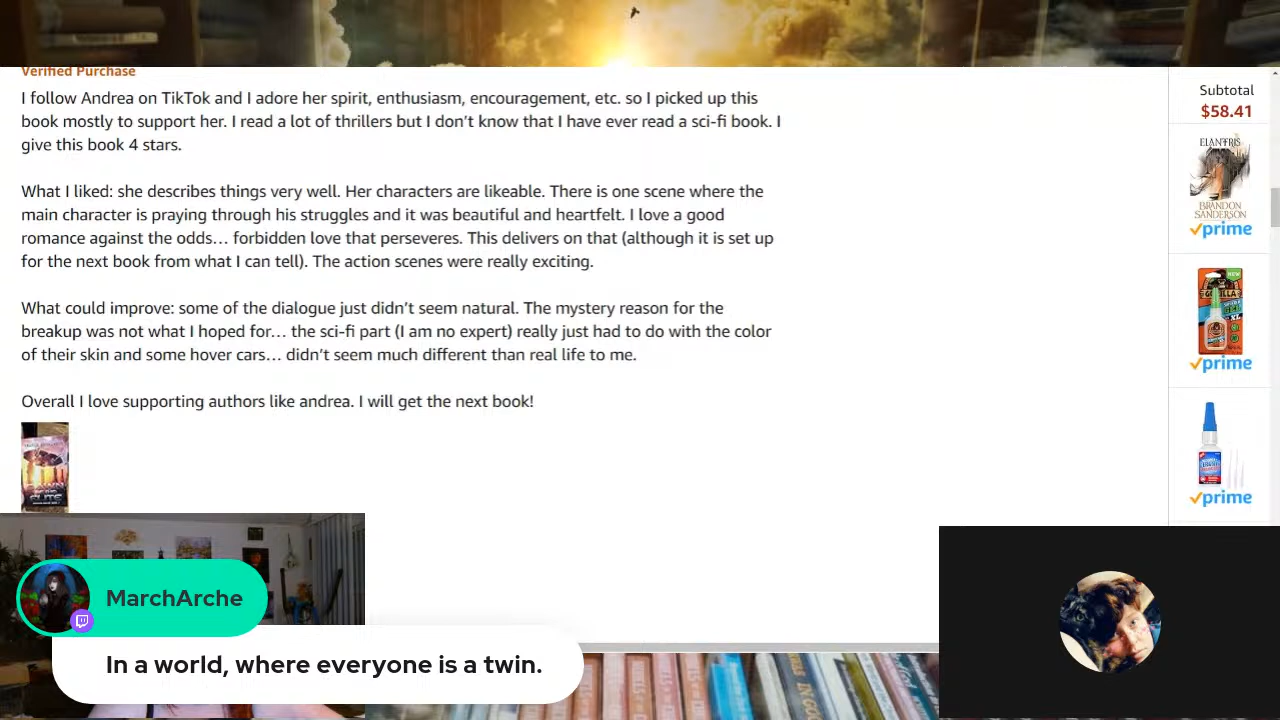 Verified Purchase
I follow Andrea on TikTok and I adore her spirit, enthusiasm, encouragement, etc. so I picked up this
book mostly to support her. I read a lot of thrillers but I don’t know that I have ever read a sci-fi book. I
give this book 4 stars.
What I liked: she describes things very well. Her characters are likeable. There is one scene where the
main character is praying through his struggles and it was beautiful and heartfelt. I love a good
romance against the odds… forbidden love that perseveres. This delivers on that (although it is set up
for the next book from what I can tell). The action scenes were really exciting.
What could improve: some of the dialogue just didn’t seem natural. The mystery reason for the
breakup was not what I hoped for… the sci-fi part (I am no expert) really just had to do with the color
of their skin and some hover cars… didn’t seem much different than real life to me.
Overall I love supporting authors like andrea. I will get the next book!
Subtotal
$58.41
ELANTRIS
BRANDON
SANDERSON
prime
NEW
GORILLA
prime
prime
MarchArche
In a world, where everyone is a twin.